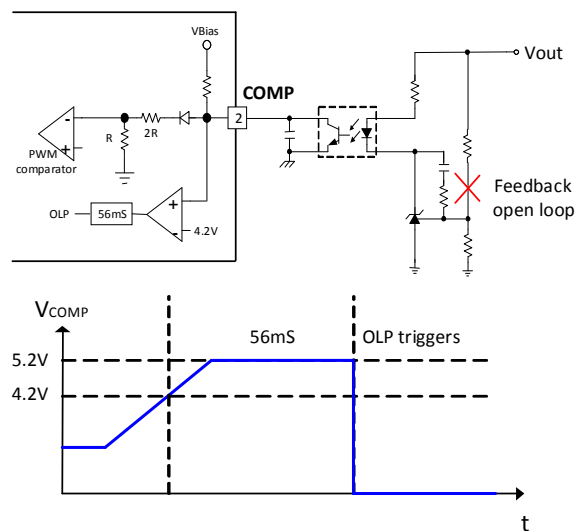 VBias
Vout
COMP
2
-
R
2R
+
PWM
comparator
Feedback
open loop
OLP
56mS
+
-
4.2V
VCOMP
56mS
OLP triggers
5.2V
4.2V
t